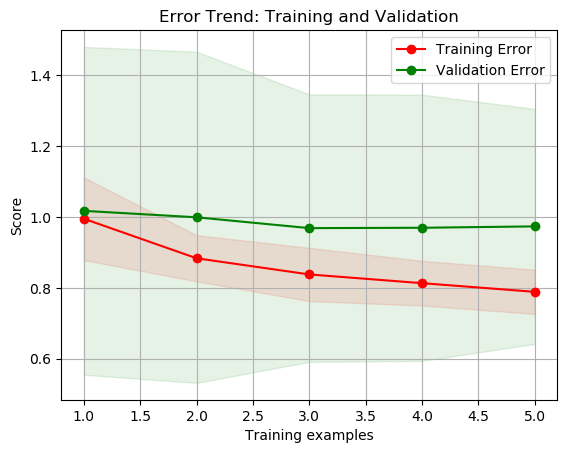 Error Trend: Training and Validation
Training Error
Validation Error
1.4
1.2
1.0
0.8
0.6
Score
1.0 1.5 2.0 2.5 3.0 3.5 4.0 4.5 5.0
Training examples